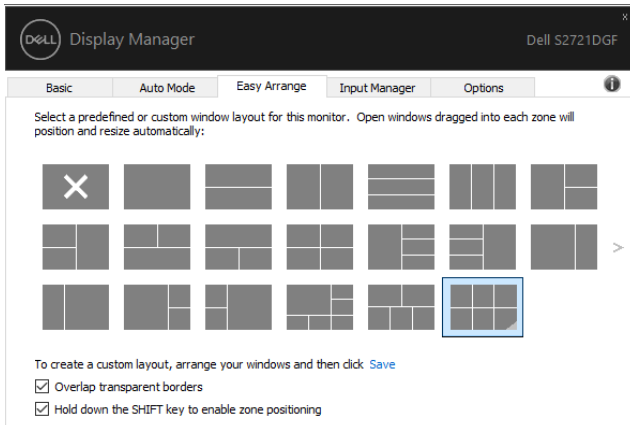 DELL Display Manager
Dell S2721DGF
x
Basic
Auto Mode
Easy Arrange
Input Manager
Options
i
Select a predefined or custom window layout for this monitor. Open windows dragged into each zone will
position and resize automatically:
>
To create a custom layout, arrange your windows and then click Save
Overlap transparent borders
Hold down the SHIFT key to enable zone positioning